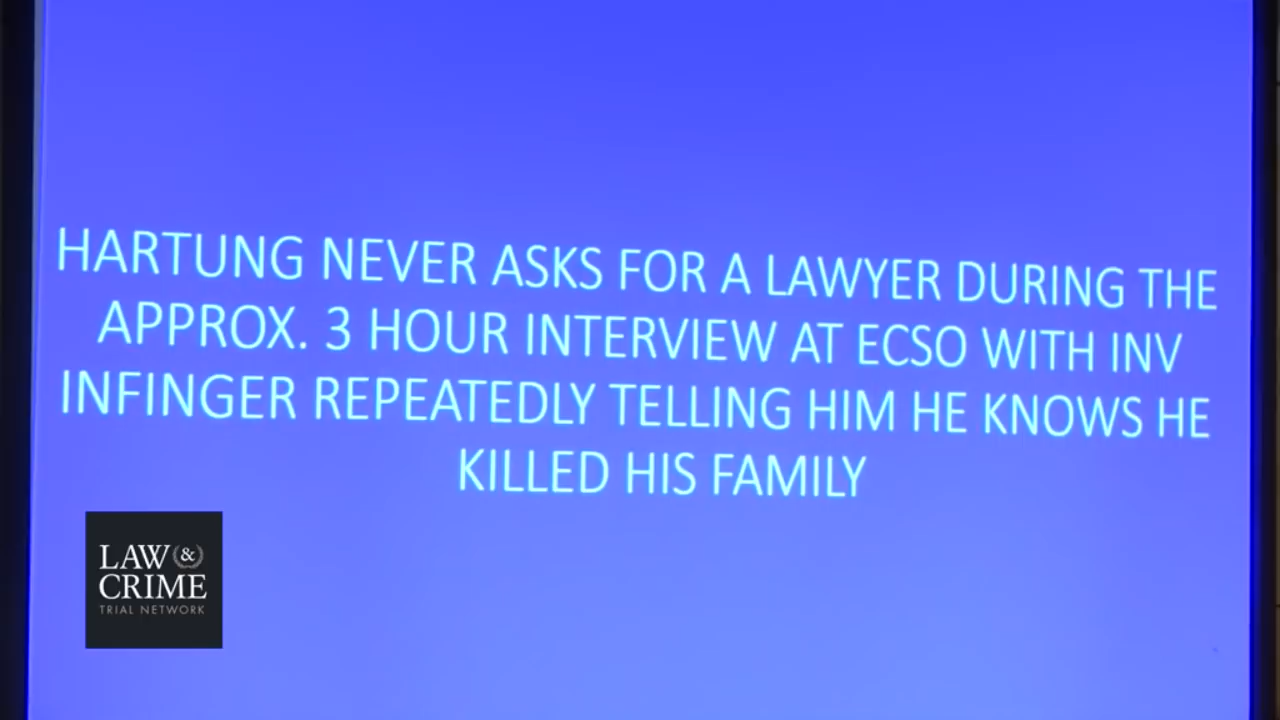 HARTUNG NEVER ASKS FOR A LAWYER DURING THE
APPROX. 3 HOUR INTERVIEW AT ECSO WITH INV
INFINGER REPEATEDLY TELLING HIM HE KNOWS HE
KILLED HIS FAMILY
LAW &
CRIME
TRIAL NETWORK